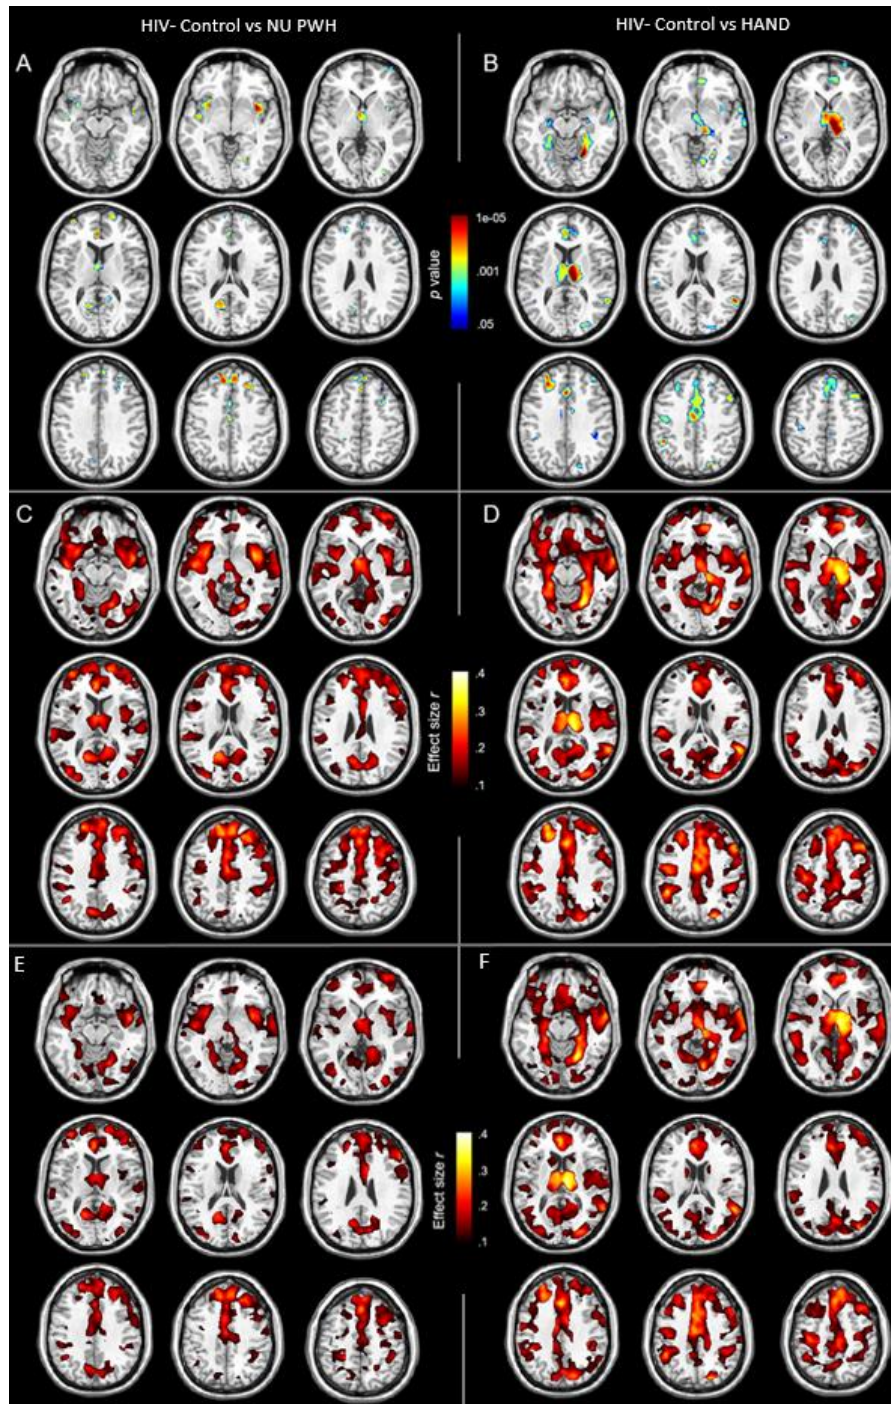 HIV- Control vs NU PWH
HIV- Control vs HAND
A
B
1e-05
.001
.05
p value
C
D
.4
.3
.2
.1
Effect size r
E
F
.4
.3
.2
.1
Effect size r